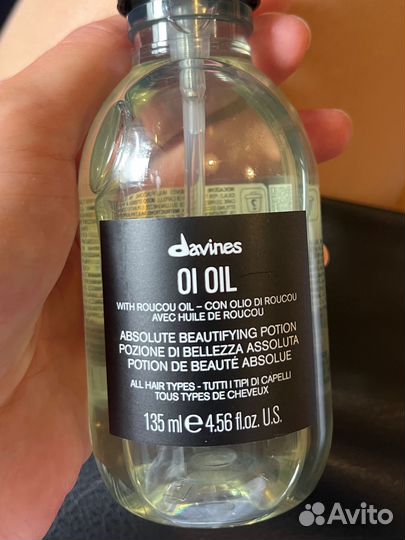 davines
OI OIL
WITH ROUCOU OIL – CON OLIO DI ROUCOU
AVEC HUILE DE ROUCOU
ABSOLUTE BEAUTIFYING POTION
POZIONE DI BELLEZZA ASSOLUTA
POTION DE BEAUTÉ ABSOLUE
ALL HAIR TYPES - TUTTI I TIPI DI CAPELLI
TOUS TYPES DE CHEVEUX
135 ml ℮ 4.56 fl.oz. U.S.
Avito